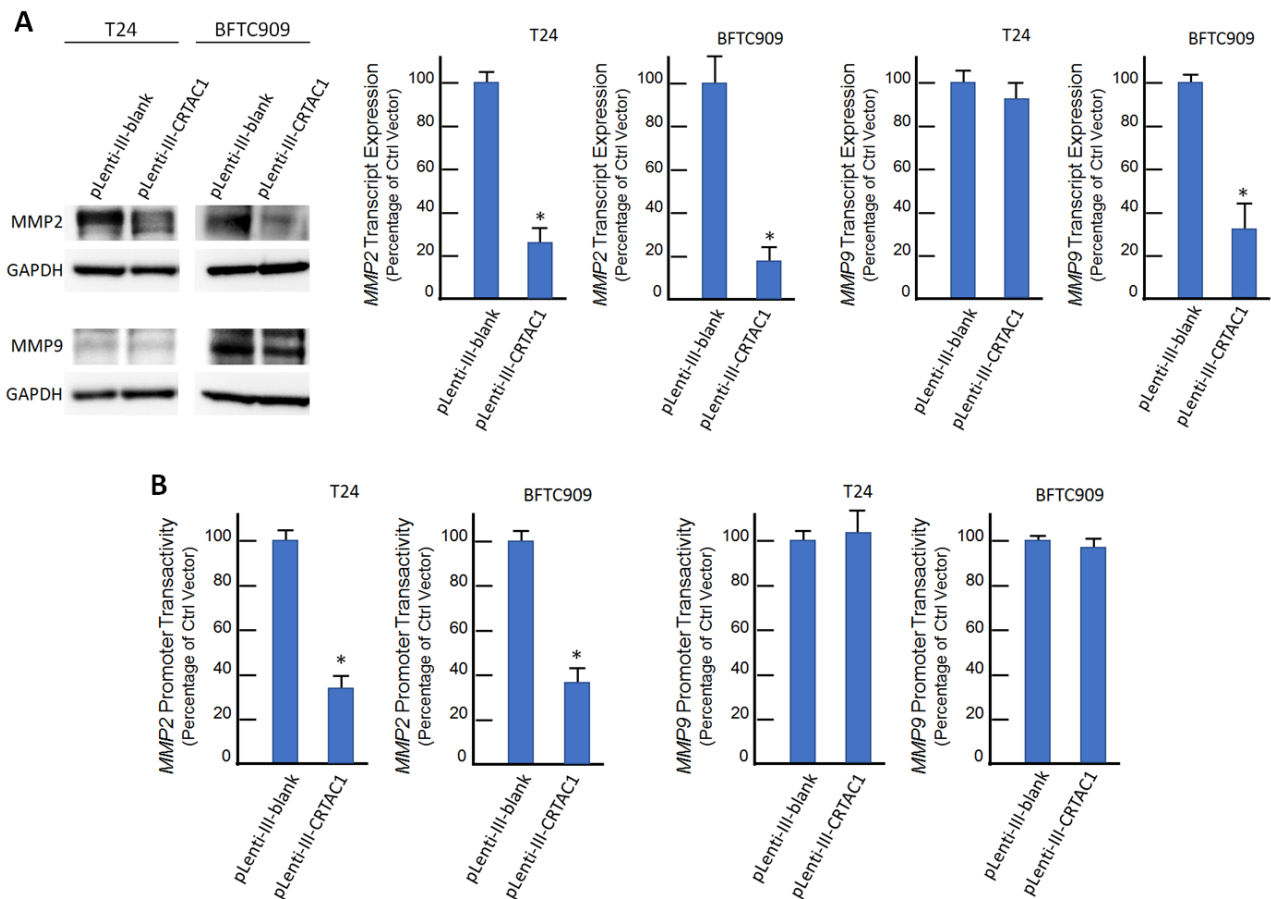 A
T24
BFTC909
pLenti-III-blank
pLenti-III-CRTAC1
pLenti-III-blank
pLenti-III-CRTAC1
MMP2
GAPDH
MMP9
GAPDH
T24
MMP2 Transcript Expression
(Percentage of Ctrl Vector)
100
80
60
40
20
0
*
pLenti-III-blank
pLenti-III-CRTAC1
BFTC909
MMP2 Transcript Expression
(Percentage of Ctrl Vector)
100
80
60
40
20
0
*
pLenti-III-blank
pLenti-III-CRTAC1
T24
MMP9 Transcript Expression
(Percentage of Ctrl Vector)
100
80
60
40
20
0
pLenti-III-blank
pLenti-III-CRTAC1
BFTC909
MMP9 Transcript Expression
(Percentage of Ctrl Vector)
100
80
60
40
20
0
*
pLenti-III-blank
pLenti-III-CRTAC1
B
T24
MMP2 Promoter Transactivity
(Percentage of Ctrl Vector)
100
80
60
40
20
0
*
pLenti-III-blank
pLenti-III-CRTAC1
BFTC909
MMP2 Promoter Transactivity
(Percentage of Ctrl Vector)
100
80
60
40
20
0
*
pLenti-III-blank
pLenti-III-CRTAC1
T24
MMP9 Promoter Transactivity
(Percentage of Ctrl Vector)
100
80
60
40
20
0
pLenti-III-blank
pLenti-III-CRTAC1
BFTC909
MMP9 Promoter Transactivity
(Percentage of Ctrl Vector)
100
80
60
40
20
0
pLenti-III-blank
pLenti-III-CRTAC1